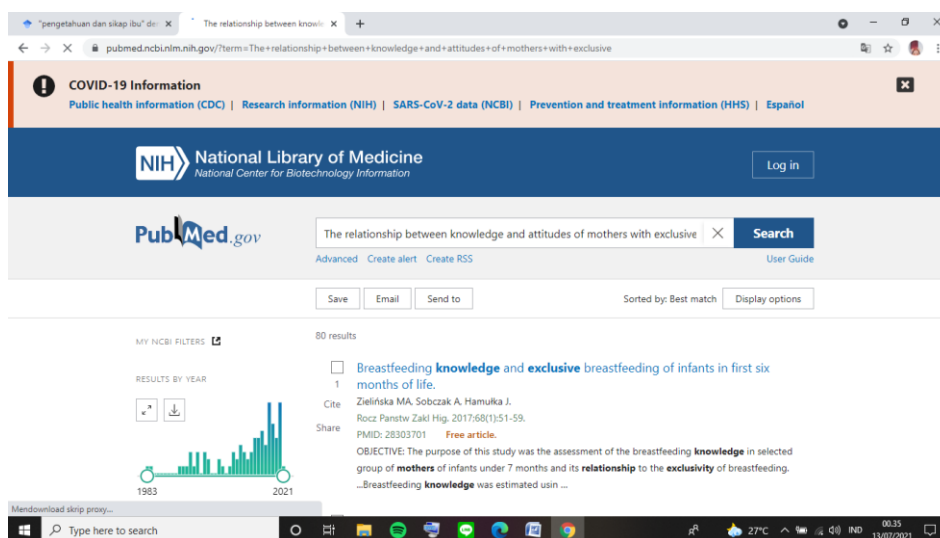 "pengetahuan dan sikap ibu" de
The relationship between knowle
pubmed.ncbi.nlm.nih.gov/?term=The+relationship+between+knowledge+and+attitudes+of+mothers+with+exclusive
COVID-19 Information
Public health information (CDC) | Research information (NIH) | SARS-CoV-2 data (NCBI) | Prevention and treatment information (HHS) | Español
NIH National Library of Medicine
National Center for Biotechnology Information
Log in
PubMed.gov
The relationship between knowledge and attitudes of mothers with exclusive
Search
Advanced Create alert Create RSS
User Guide
Save Email Send to
Sorted by: Best match Display options
MY NCBI FILTERS
80 results
RESULTS BY YEAR
1983 2021
1
Cite
Share
Breastfeeding knowledge and exclusive breastfeeding of infants in first six
months of life.
Zielińska MA, Sobczak A, Hamułka J.
Rocz Panstw Zakl Hig. 2017;68(1):51-59.
PMID: 28303701 Free article.
OBJECTIVE: The purpose of this study was the assessment of the breastfeeding knowledge in selected
group of mothers of infants under 7 months and its relationship to the exclusivity of breastfeeding.
...Breastfeeding knowledge was estimated usin ...
Mendownload skrip proxy...
Type here to search
27°C
IND
00.35
13/07/2021